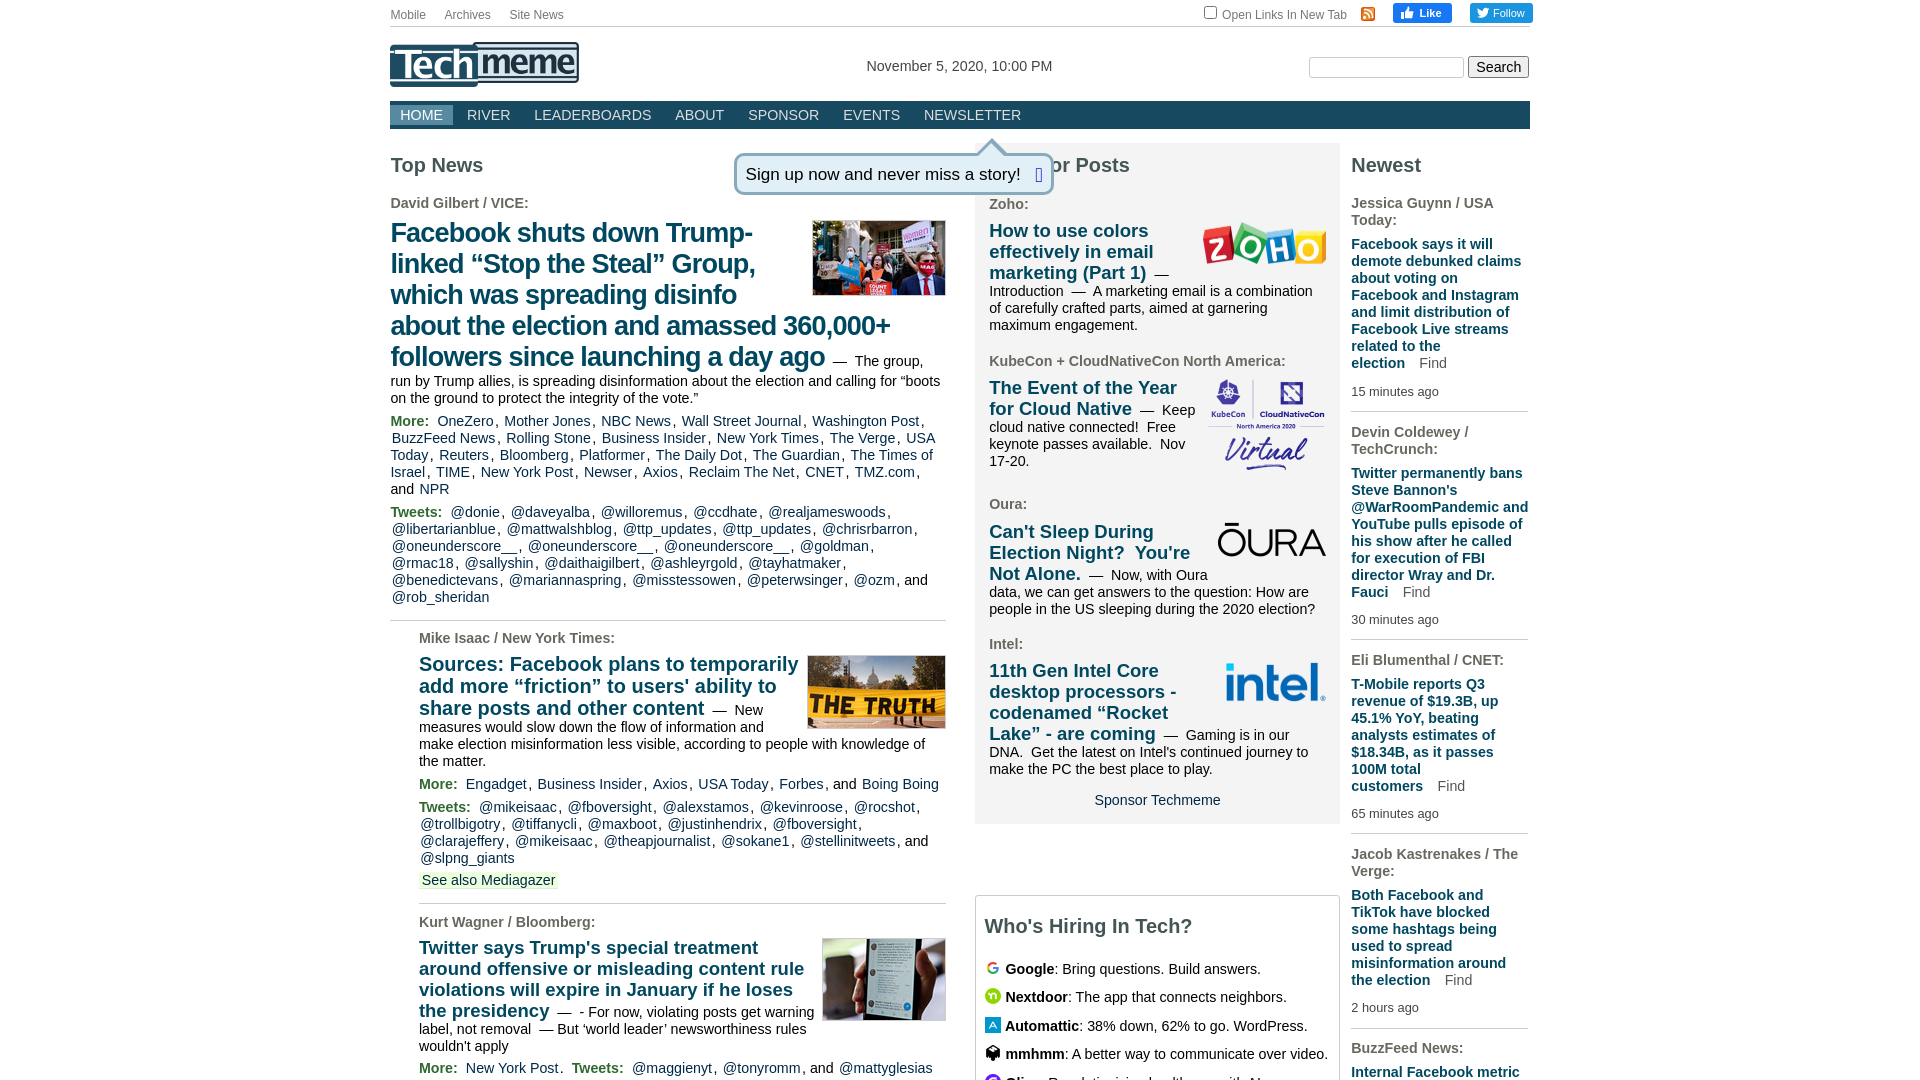 Mobile Archives Site News
Open Links In New Tab Like Follow
Techmeme
November 5, 2020, 10:00 PM
Search
HOME RIVER LEADERBOARDS ABOUT SPONSOR EVENTS NEWSLETTER
Sign up now and never miss a story!
Top News
David Gilbert / VICE:
Facebook shuts down Trump-
linked “Stop the Steal” Group,
which was spreading disinfo
about the election and amassed 360,000+
followers since launching a day ago — The group,
run by Trump allies, is spreading disinformation about the election and calling for “boots
on the ground to protect the integrity of the vote.”
More: OneZero, Mother Jones, NBC News, Wall Street Journal, Washington Post,
BuzzFeed News, Rolling Stone, Business Insider, New York Times, The Verge, USA
Today, Reuters, Bloomberg, Platformer, The Daily Dot, The Guardian, The Times of
Israel, TIME, New York Post, Newser, Axios, Reclaim The Net, CNET, TMZ.com,
and NPR
Tweets: @donie, @daveyalba, @willoremus, @ccdhate, @realjameswoods,
@libertarianblue, @mattwalshblog, @ttp_updates, @ttp_updates, @chrisrbarron,
@oneunderscore__, @oneunderscore__, @oneunderscore__, @goldman,
@rmac18, @sallyshin, @daithaigilbert, @ashleyrgold, @tayhatmaker,
@benedictevans, @mariannaspring, @misstessowen, @peterwsinger, @ozm, and
@rob_sheridan
Mike Isaac / New York Times:
Sources: Facebook plans to temporarily
add more “friction” to users' ability to
share posts and other content — New
measures would slow down the flow of information and
make election misinformation less visible, according to people with knowledge of
the matter.
THE TRUTH
More: Engadget, Business Insider, Axios, USA Today, Forbes, and Boing Boing
Tweets: @mikeisaac, @fboversight, @alexstamos, @kevinroose, @rocshot,
@trollbigotry, @tiffanycli, @maxboot, @justinhendrix, @fboversight,
@clarajeffery, @mikeisaac, @theapjournalist, @sokane1, @stellinitweets, and
@slpng_giants
See also Mediagazer
Kurt Wagner / Bloomberg:
Twitter says Trump's special treatment
around offensive or misleading content rule
violations will expire in January if he loses
the presidency — - For now, violating posts get warning
label, not removal — But ‘world leader’ newsworthiness rules
wouldn't apply
More: New York Post. Tweets: @maggienyt, @tonyromm, and @mattyglesias
or Posts
Zoho:
How to use colors
effectively in email
marketing (Part 1) —
Introduction — A marketing email is a combination
of carefully crafted parts, aimed at garnering
maximum engagement.
ZOHO
KubeCon + CloudNativeCon North America:
The Event of the Year
for Cloud Native — Keep
cloud native connected! Free
keynote passes available. Nov
17-20.
KubeCon CloudNativeCon
North America 2020
Virtual
Oura:
Can't Sleep During
Election Night? You're
Not Alone. — Now, with Oura
data, we can get answers to the question: How are
people in the US sleeping during the 2020 election?
ŌURA
Intel:
11th Gen Intel Core
desktop processors -
codenamed “Rocket
Lake” - are coming — Gaming is in our
DNA. Get the latest on Intel's continued journey to
make the PC the best place to play.
intel®
Sponsor Techmeme
Who's Hiring In Tech?
Google: Bring questions. Build answers.
Nextdoor: The app that connects neighbors.
Automattic: 38% down, 62% to go. WordPress.
mmhmm: A better way to communicate over video.
Newest
Jessica Guynn / USA
Today:
Facebook says it will
demote debunked claims
about voting on
Facebook and Instagram
and limit distribution of
Facebook Live streams
related to the
election Find
15 minutes ago
Devin Coldewey /
TechCrunch:
Twitter permanently bans
Steve Bannon's
@WarRoomPandemic and
YouTube pulls episode of
his show after he called
for execution of FBI
director Wray and Dr.
Fauci Find
30 minutes ago
Eli Blumenthal / CNET:
T-Mobile reports Q3
revenue of $19.3B, up
45.1% YoY, beating
analysts estimates of
$18.34B, as it passes
100M total
customers Find
65 minutes ago
Jacob Kastrenakes / The
Verge:
Both Facebook and
TikTok have blocked
some hashtags being
used to spread
misinformation around
the election Find
2 hours ago
BuzzFeed News:
Internal Facebook metric